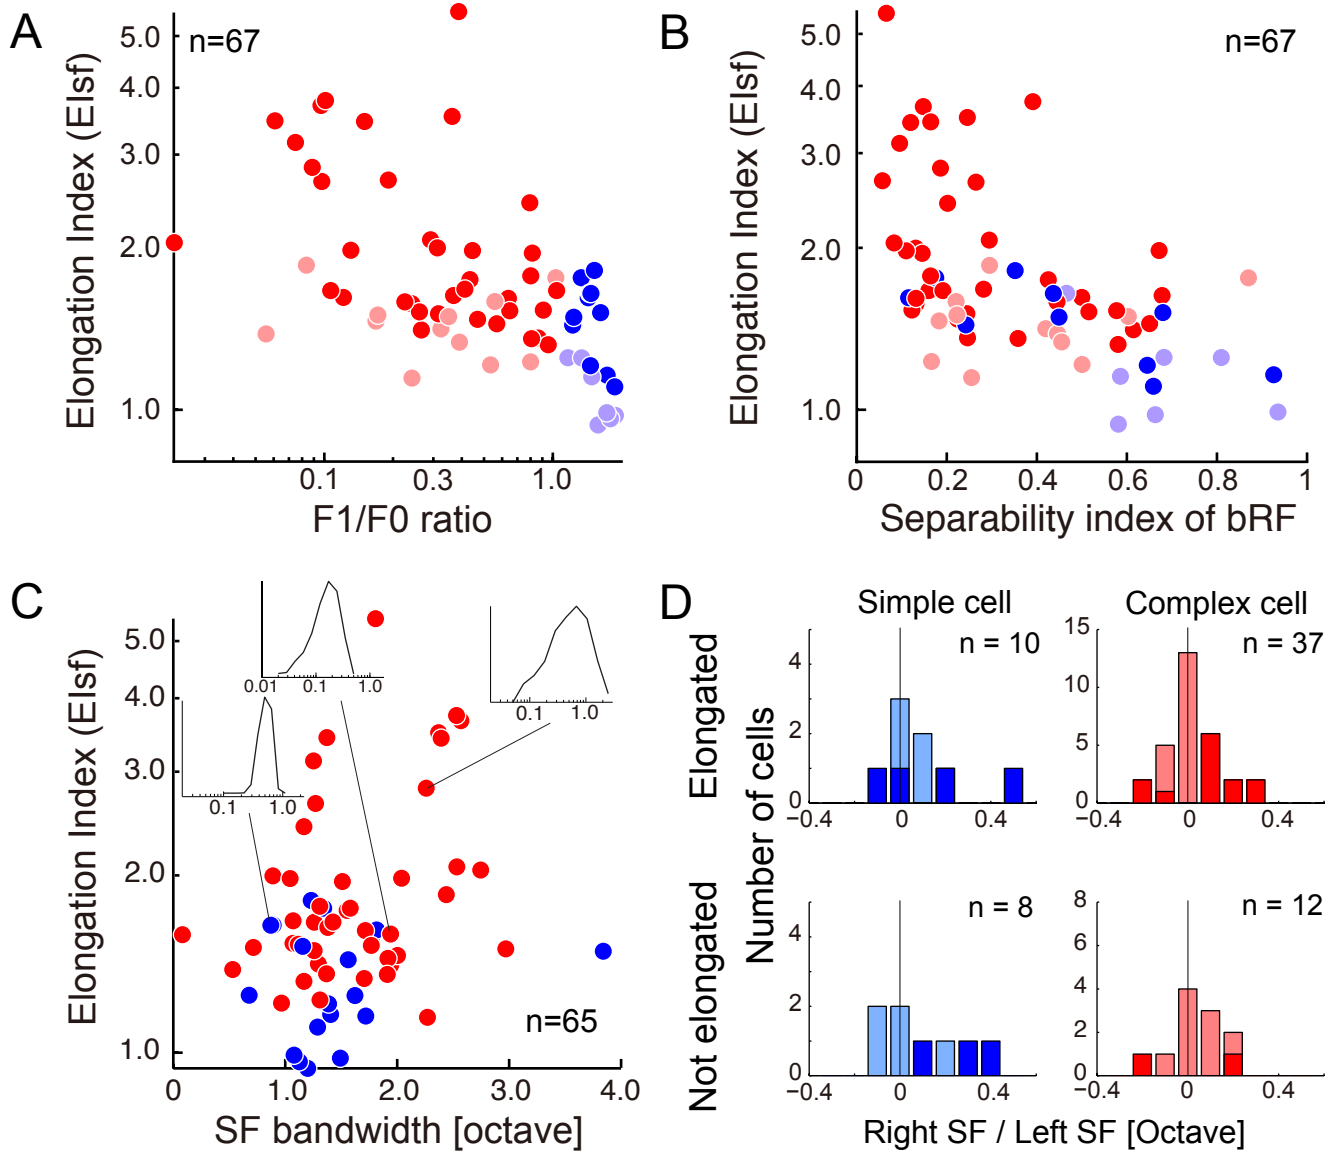 A
n=67
Elongation Index (EIsf)
5.0
4.0
3.0
2.0
1.0
0.1
0.3
1.0
F1/F0 ratio
B
n=67
Elongation Index (EIsf)
5.0
4.0
3.0
2.0
1.0
0
0.2
0.4
0.6
0.8
1
Separability index of bRF
C
Elongation Index (EIsf)
5.0
4.0
3.0
2.0
1.0
0.01
0.1
1.0
0.1
1.0
0.1
1.0
n=65
0
1.0
2.0
3.0
4.0
SF bandwidth [octave]
D
Simple cell
Complex cell
Elongated
Not elongated
Number of cells
n = 10
4
2
0
−0.4
0
0.4
n = 37
15
10
5
0
−0.4
0
0.4
n = 8
4
2
0
−0.4
0
0.4
n = 12
8
6
4
2
0
−0.4
0
0.4
Right SF / Left SF [Octave]